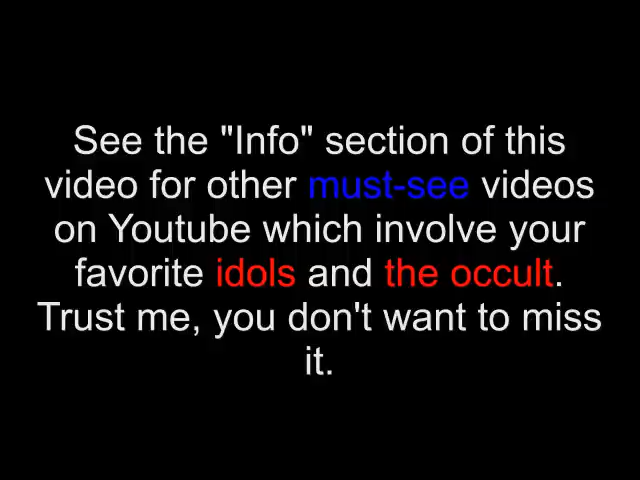 See the "Info" section of this
video for other must-see videos
on Youtube which involve your
favorite idols and the occult.
Trust me, you don't want to miss
it.